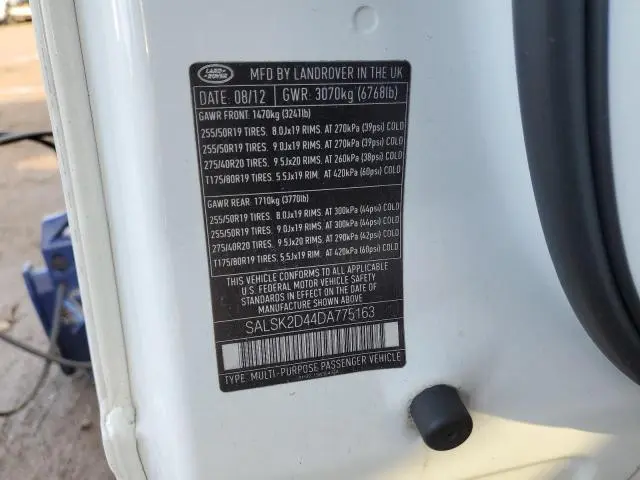 LAND ROVER
MFD BY LANDROVER IN THE UK
DATE: 08/12 GWR: 3070kg (6768lb)
GAWR FRONT: 1470kg (3241lb)
255/50R19 TIRES, 8.0Jx19 RIMS, AT 270kPa (39psi) COLD
255/50R19 TIRES, 9.0Jx19 RIMS, AT 270kPa (39psi) COLD
275/40R20 TIRES, 9.5Jx20 RIMS, AT 260kPa (38psi) COLD
T175/80R19 TIRES, 5.5Jx19 RIM, AT 420kPa (60psi) COLD
GAWR REAR: 1710kg (3770lb)
255/50R19 TIRES, 8.0Jx19 RIMS, AT 300kPa (44psi) COLD
255/50R19 TIRES, 9.0Jx19 RIMS, AT 300kPa (44psi) COLD
275/40R20 TIRES, 9.5Jx20 RIMS, AT 290kPa (42psi) COLD
T175/80R19 TIRES, 5.5Jx19 RIM, AT 420kPa (60psi) COLD
THIS VEHICLE CONFORMS TO ALL APPLICABLE
U.S. FEDERAL MOTOR VEHICLE SAFETY
STANDARDS IN EFFECT ON THE DATE OF
MANUFACTURE SHOWN ABOVE
SALSK2D44DA775163
TYPE: MULTI-PURPOSE PASSENGER VEHICLE